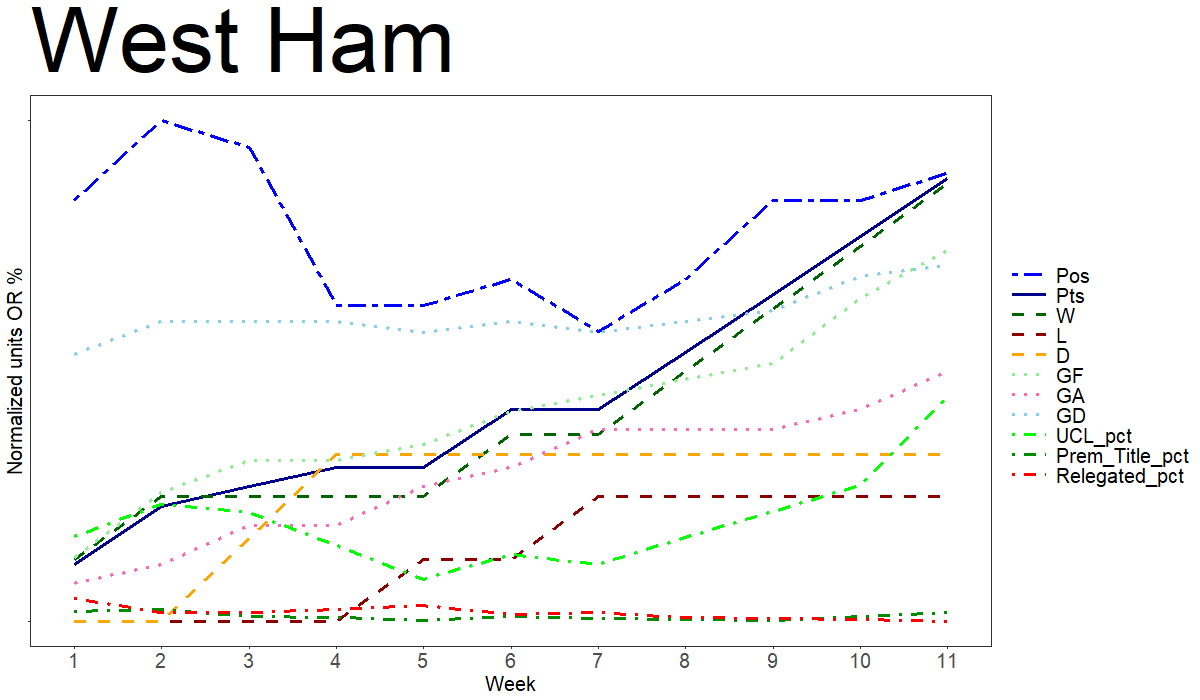 West Ham
Normalized units OR %
1 2 3 4 5 6 7 8 9 10 11
Week
Pos
Pts
W
L
D
GF
GA
GD
UCL_pct
Prem_Title_pct
Relegated_pct